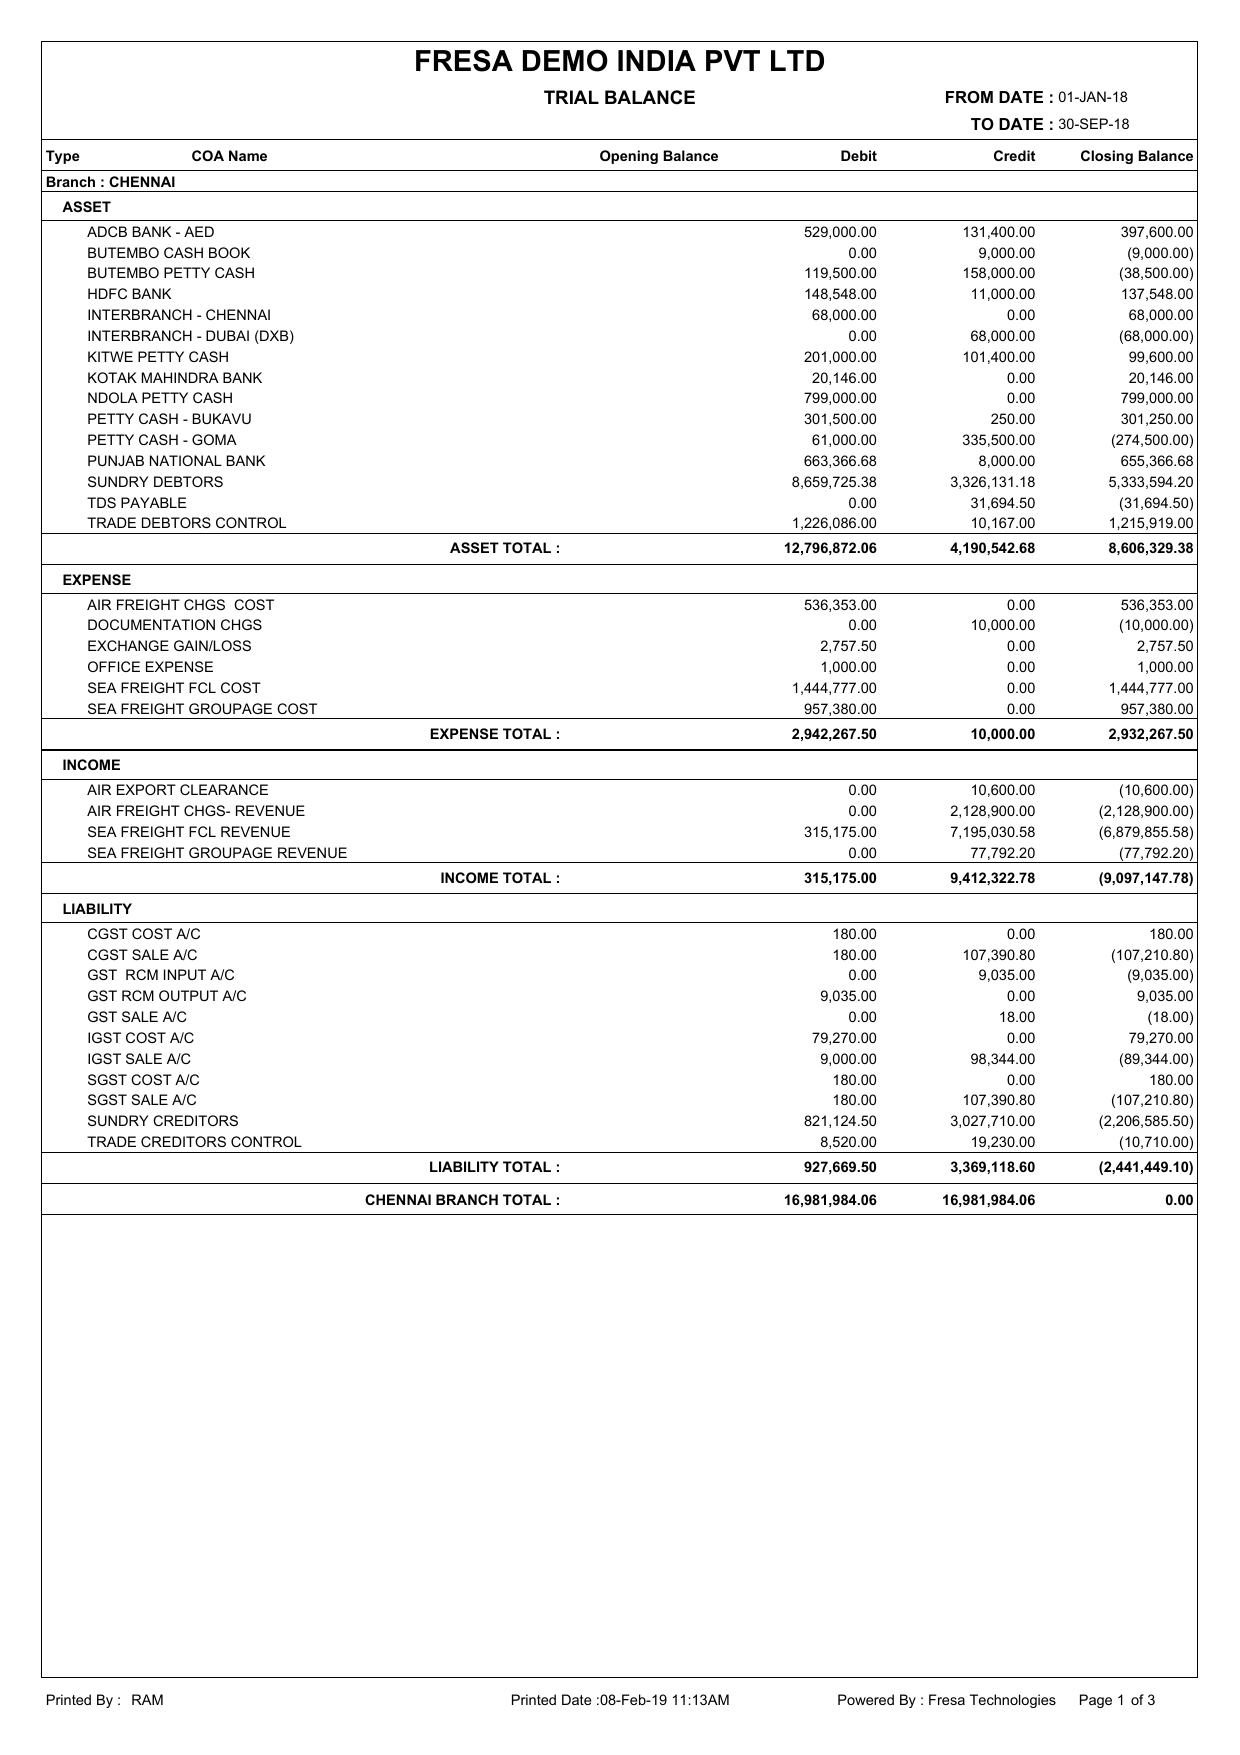 FRESA DEMO INDIA PVT LTD
TRIAL BALANCE
FROM DATE : 01-JAN-18
TO DATE : 30-SEP-18
Type COA Name Opening Balance Debit Credit Closing Balance
Branch : CHENNAI
ASSET
ADCB BANK - AED 529,000.00 131,400.00 397,600.00
BUTEMBO CASH BOOK 0.00 9,000.00 (9,000.00)
BUTEMBO PETTY CASH 119,500.00 158,000.00 (38,500.00)
HDFC BANK 148,548.00 11,000.00 137,548.00
INTERBRANCH - CHENNAI 68,000.00 0.00 68,000.00
INTERBRANCH - DUBAI (DXB) 0.00 68,000.00 (68,000.00)
KITWE PETTY CASH 201,000.00 101,400.00 99,600.00
KOTAK MAHINDRA BANK 20,146.00 0.00 20,146.00
NDOLA PETTY CASH 799,000.00 0.00 799,000.00
PETTY CASH - BUKAVU 301,500.00 250.00 301,250.00
PETTY CASH - GOMA 61,000.00 335,500.00 (274,500.00)
PUNJAB NATIONAL BANK 663,366.68 8,000.00 655,366.68
SUNDRY DEBTORS 8,659,725.38 3,326,131.18 5,333,594.20
TDS PAYABLE 0.00 31,694.50 (31,694.50)
TRADE DEBTORS CONTROL 1,226,086.00 10,167.00 1,215,919.00
ASSET TOTAL : 12,796,872.06 4,190,542.68 8,606,329.38
EXPENSE
AIR FREIGHT CHGS  COST 536,353.00 0.00 536,353.00
DOCUMENTATION CHGS 0.00 10,000.00 (10,000.00)
EXCHANGE GAIN/LOSS 2,757.50 0.00 2,757.50
OFFICE EXPENSE 1,000.00 0.00 1,000.00
SEA FREIGHT FCL COST 1,444,777.00 0.00 1,444,777.00
SEA FREIGHT GROUPAGE COST 957,380.00 0.00 957,380.00
EXPENSE TOTAL : 2,942,267.50 10,000.00 2,932,267.50
INCOME
AIR EXPORT CLEARANCE 0.00 10,600.00 (10,600.00)
AIR FREIGHT CHGS- REVENUE 0.00 2,128,900.00 (2,128,900.00)
SEA FREIGHT FCL REVENUE 315,175.00 7,195,030.58 (6,879,855.58)
SEA FREIGHT GROUPAGE REVENUE 0.00 77,792.20 (77,792.20)
INCOME TOTAL : 315,175.00 9,412,322.78 (9,097,147.78)
LIABILITY
CGST COST A/C 180.00 0.00 180.00
CGST SALE A/C 180.00 107,390.80 (107,210.80)
GST  RCM INPUT A/C 0.00 9,035.00 (9,035.00)
GST RCM OUTPUT A/C 9,035.00 0.00 9,035.00
GST SALE A/C 0.00 18.00 (18.00)
IGST COST A/C 79,270.00 0.00 79,270.00
IGST SALE A/C 9,000.00 98,344.00 (89,344.00)
SGST COST A/C 180.00 0.00 180.00
SGST SALE A/C 180.00 107,390.80 (107,210.80)
SUNDRY CREDITORS 821,124.50 3,027,710.00 (2,206,585.50)
TRADE CREDITORS CONTROL 8,520.00 19,230.00 (10,710.00)
LIABILITY TOTAL : 927,669.50 3,369,118.60 (2,441,449.10)
CHENNAI BRANCH TOTAL : 16,981,984.06 16,981,984.06 0.00
Printed By : RAM Printed Date :08-Feb-19 11:13AM Powered By : Fresa Technologies Page 1 of 3